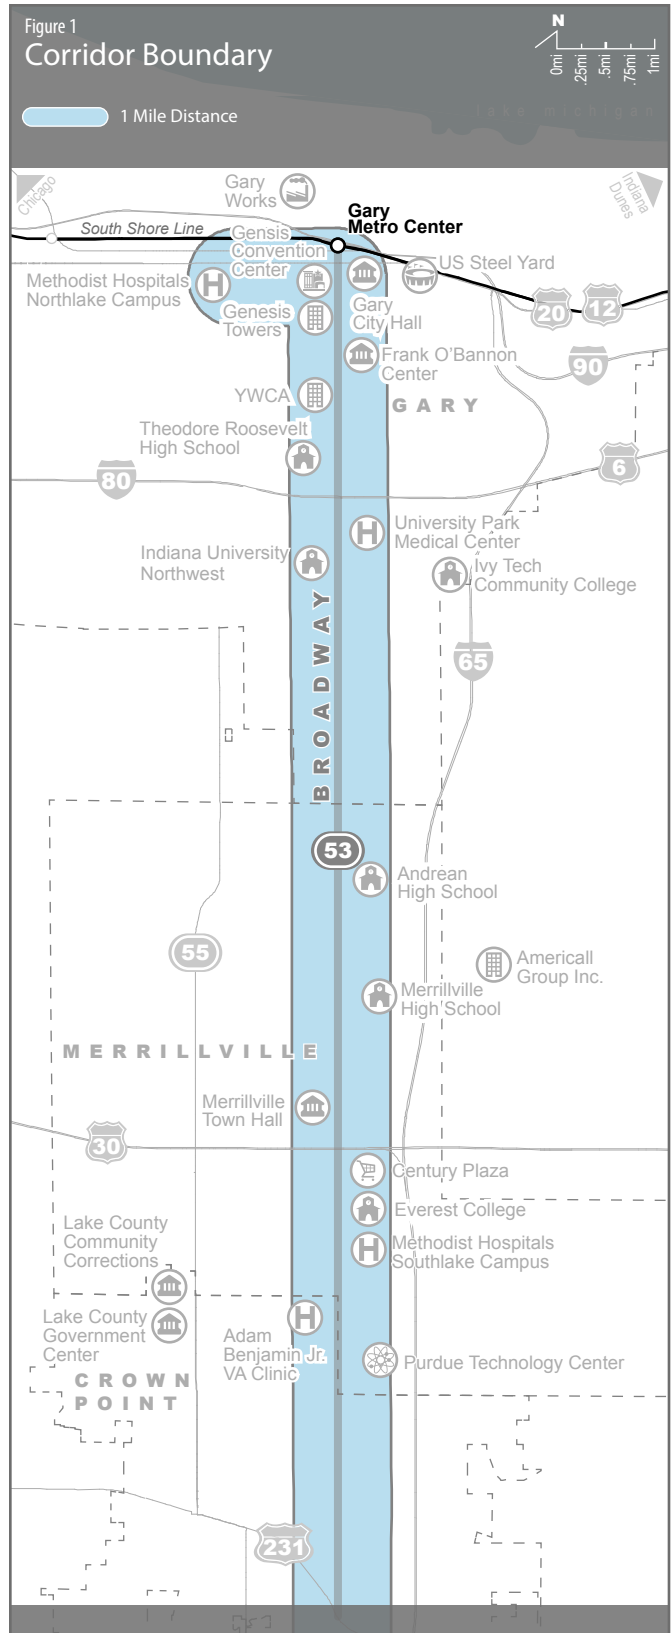 Figure 1
Corridor Boundary
1 Mile Distance
N
0mi
.25mi
.5mi
.75mi
1mi
lake michigan
Chicago
Gary
Works
Indiana
Dunes
South Shore Line
Gary
Metro Center
Gensis
Convention
Center
US Steel Yard
Methodist Hospitals
Northlake Campus
H
Genesis
Towers
Gary
City Hall
20
12
Frank O'Bannon
Center
90
YWCA
GARY
Theodore Roosevelt
High School
6
80
University Park
Medical Center
H
Indiana University
Northwest
Ivy Tech
Community College
BROADWAY
65
53
Andrean
High School
55
Americall
Group Inc.
Merrillville
High School
MERRILLVILLE
Merrillville
Town Hall
30
Century Plaza
Everest College
Lake County
Community
Corrections
H
Methodist Hospitals
Southlake Campus
Lake County
Government
Center
H
Adam
Benjamin Jr.
VA Clinic
Purdue Technology Center
CROWN
POINT
231